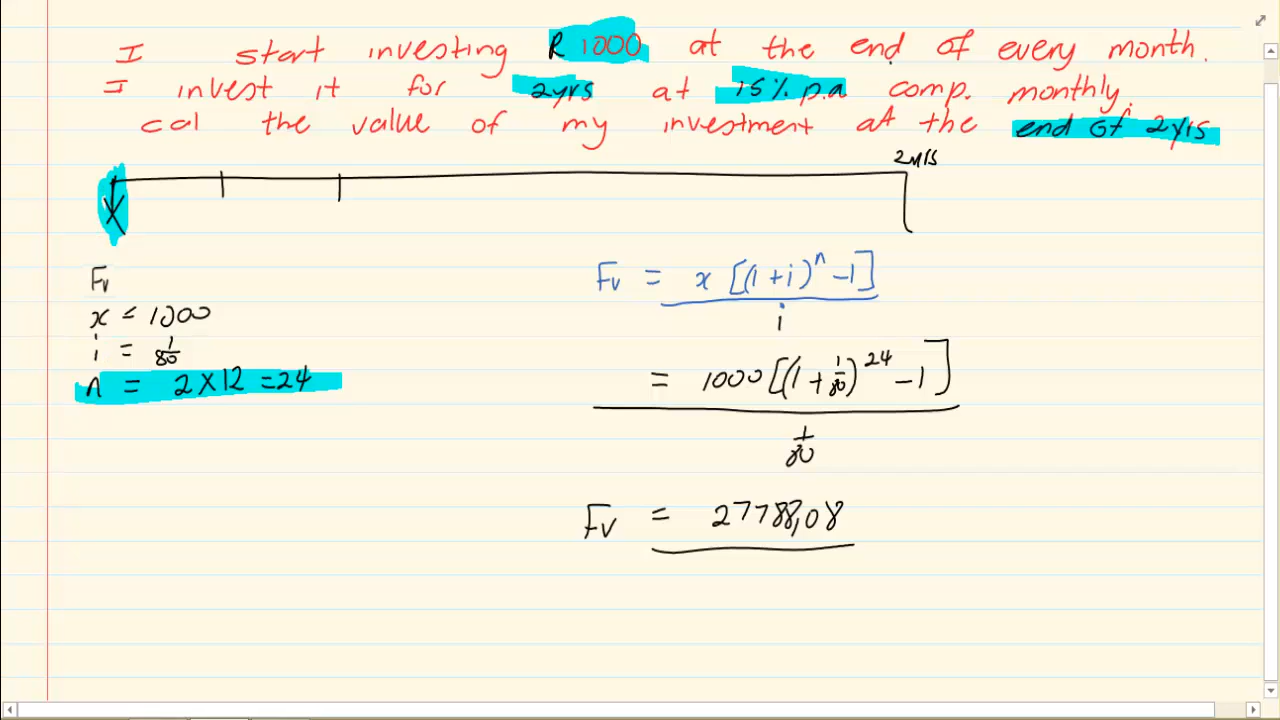 I start investing R 1000 at the end of every month.
I invest it for 2yrs at 15% p.a comp. monthly.
cal the value of my investment at the end of 2yrs
2yrs
X
Fv
x = 1000
i = 1/80
n = 2 x 12 = 24
Fv = x [(1 + i)^n - 1]
i
= 1000 [(1 + 1/80)^24 - 1]
1/80
Fv = 27788,08